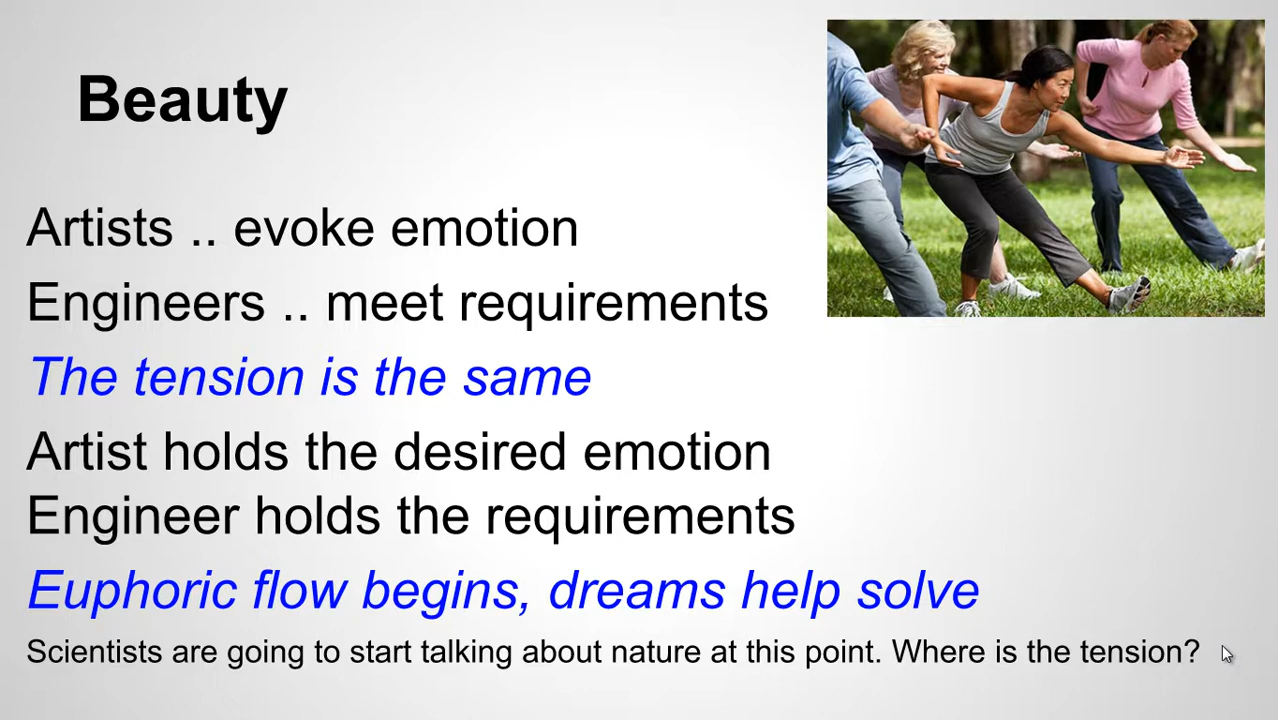 Beauty
Artists .. evoke emotion
Engineers .. meet requirements
The tension is the same
Artist holds the desired emotion
Engineer holds the requirements
Euphoric flow begins, dreams help solve
Scientists are going to start talking about nature at this point. Where is the tension?